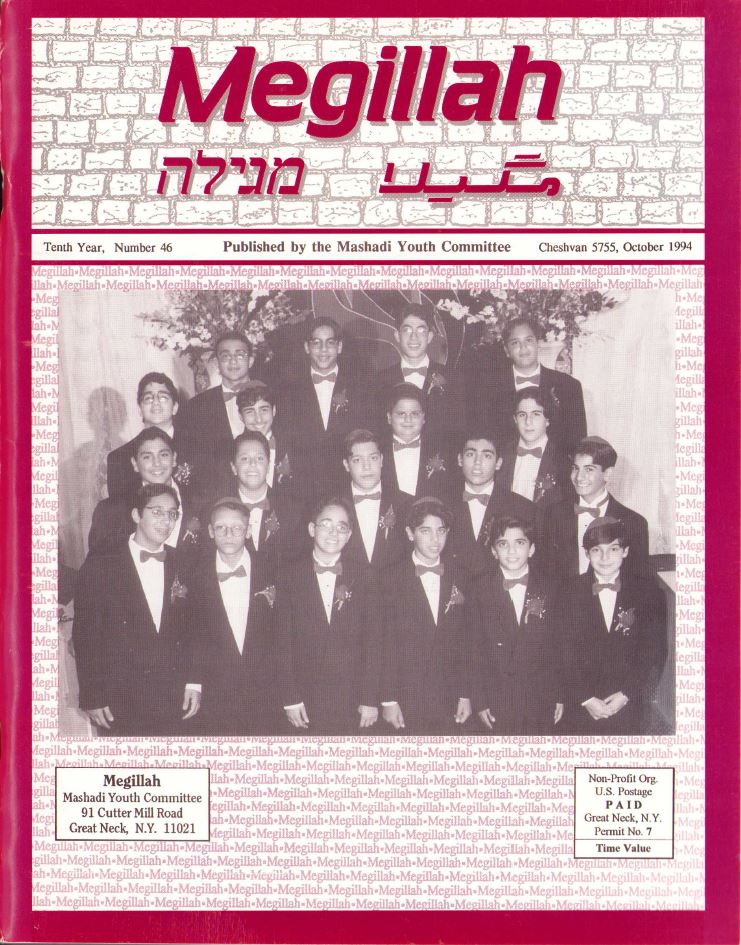 Megillah
מגילה مگیلا
Tenth Year, Number 46 Published by the Mashadi Youth Committee Cheshvan 5755, October 1994
Megillah
Mashadi Youth Committee
91 Cutter Mill Road
Great Neck, N.Y. 11021
Non-Profit Org.
U.S. Postage
PAID
Great Neck, N.Y.
Permit No. 7
Time Value